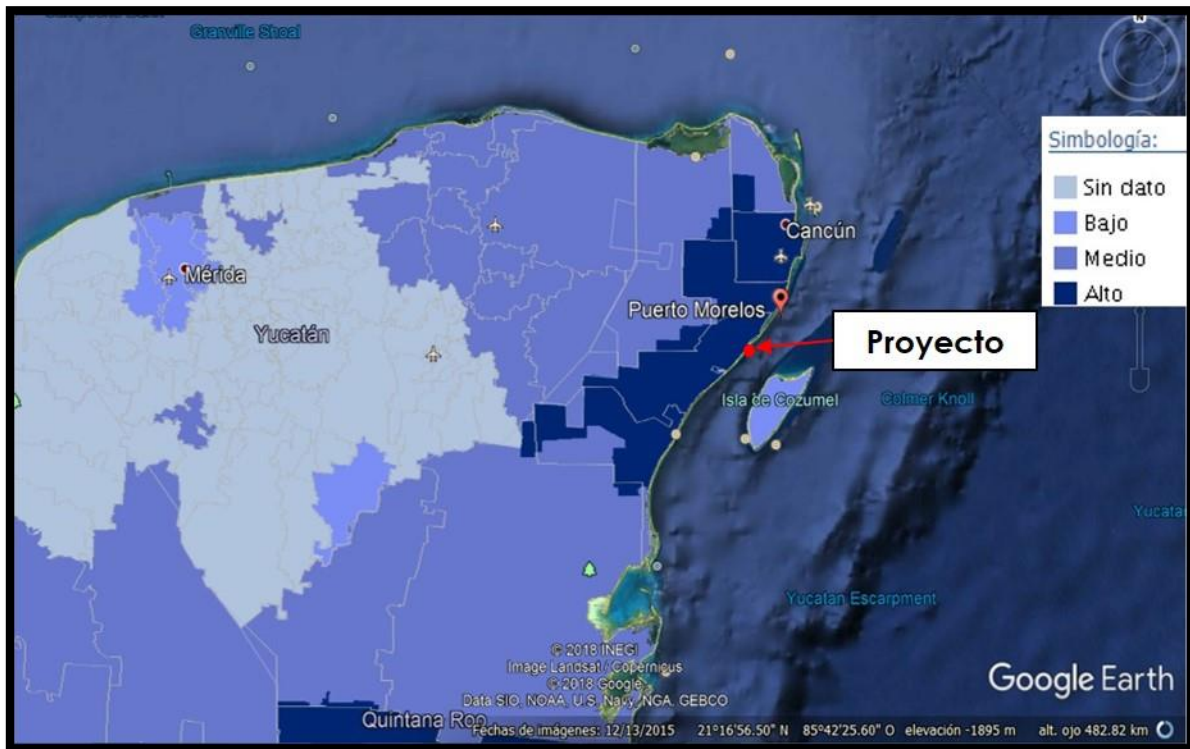 Granville Shoal
N
Simbología:
Sin dato
Bajo
Medio
Alto
Cancún
Mérida
Puerto Morelos
Yucatán
Proyecto
Isla de Cozumel
Colmer Knoll
Yucatan Escarpment
© 2018 INEGI
Image Landsat / Copernicus
© 2018 Google
Data SIO, NOAA, U.S. Navy, NGA, GEBCO
Google Earth
Quintana Roo
Fechas de imágenes: 12/13/2015 21°16'56.50" N 85°42'25.60" O elevación -1895 m alt. ojo 482.82 km